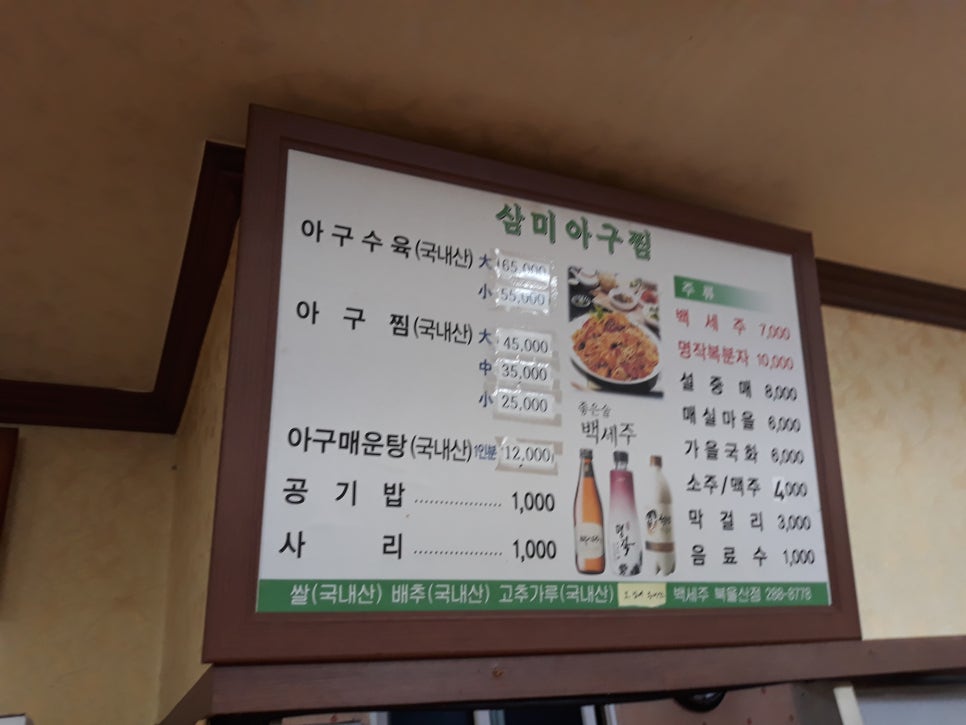 삼미아구찜
아구수육(국내산) 大 65,000
小 55,000
아구찜(국내산) 大 45,000
中 35,000
小 25,000
아구매운탕(국내산) 1인분 12,000
공기밥 .................. 1,000
사리 .................. 1,000
좋은술
백세주
주류
백세주 7,000
명작복분자 10,000
설중매 8,000
매실마을 6,000
가을국화 6,000
소주/맥주 4,000
막걸리 3,000
음료수 1,000
쌀(국내산) 배추(국내산) 고추가루(국내산) 백세주 북울산점 288-8778